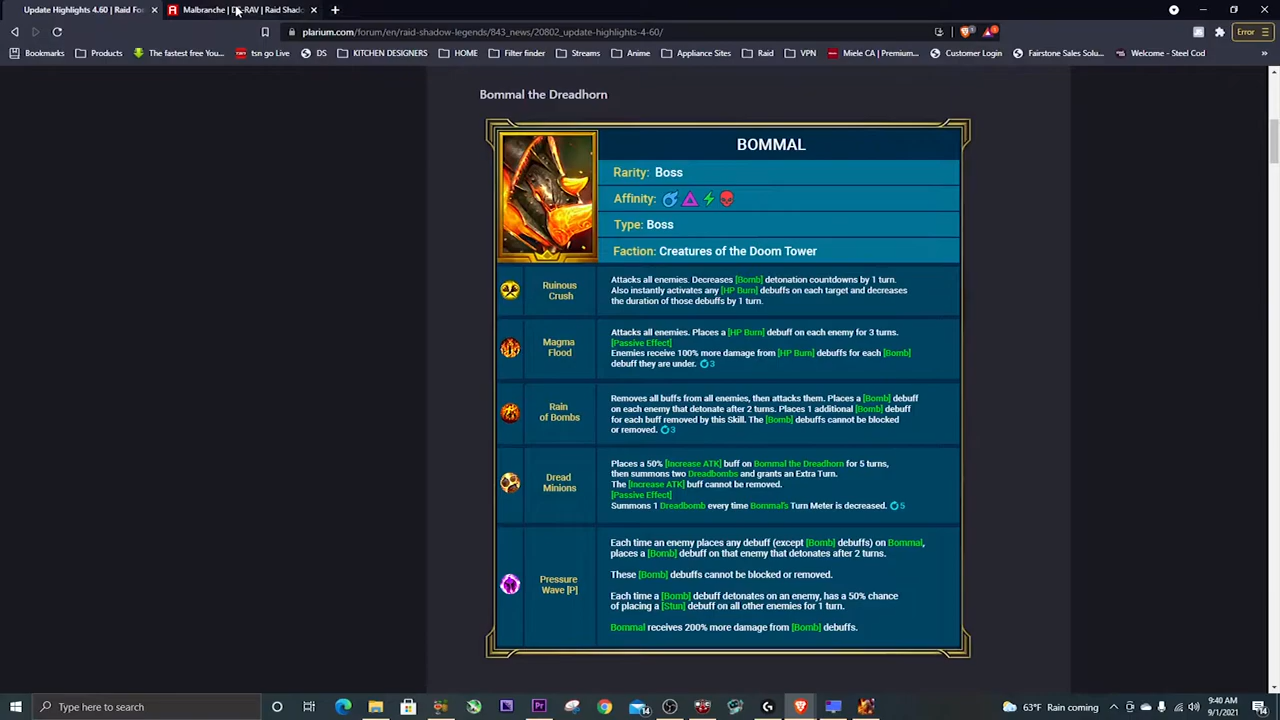 Update Highlights 4.60 | Raid Fo
Malbranche | D
RAV | Raid Shado
plarium.com/forum/en/raid-shadow-legends/843_news/20802_update-highlights-4-60/
Error
Bookmarks
Products
The fastest free You...
tsn go Live
DS
KITCHEN DESIGNERS
HOME
Filter finder
Streams
Anime
Appliance Sites
Raid
VPN
Miele CA | Premium...
Customer Login
Fairstone Sales Solu...
Welcome - Steel Cod
Bommal the Dreadhorn
BOMMAL
Rarity: Boss
Affinity:
Type: Boss
Faction: Creatures of the Doom Tower
Ruinous
Crush
Attacks all enemies. Decreases [Bomb] detonation countdowns by 1 turn.
Also instantly activates any [HP Burn] debuffs on each target and decreases
the duration of those debuffs by 1 turn.
Magma
Flood
Attacks all enemies. Places a [HP Burn] debuff on each enemy for 3 turns.
[Passive Effect]
Enemies receive 100% more damage from [HP Burn] debuffs for each [Bomb]
debuff they are under. 3
Rain
of Bombs
Removes all buffs from all enemies, then attacks them. Places a [Bomb] debuff
on each enemy that detonate after 2 turns. Places 1 additional [Bomb] debuff
for each buff removed by this Skill. The [Bomb] debuffs cannot be blocked
or removed. 3
Dread
Minions
Places a 50% [Increase ATK] buff on Bommal the Dreadhorn for 5 turns,
then summons two Dreadbombs and grants an Extra Turn.
The [Increase ATK] buff cannot be removed.
[Passive Effect]
Summons 1 Dreadbomb every time Bommal's Turn Meter is decreased. 5
Pressure
Wave [P]
Each time an enemy places any debuff (except [Bomb] debuffs) on Bommal,
places a [Bomb] debuff on that enemy that detonates after 2 turns.
These [Bomb] debuffs cannot be blocked or removed.
Each time a [Bomb] debuff detonates on an enemy, has a 50% chance
of placing a [Stun] debuff on all other enemies for 1 turn.
Bommal receives 200% more damage from [Bomb] debuffs.
Type here to search
63°F Rain coming
9:40 AM
9/1/2021